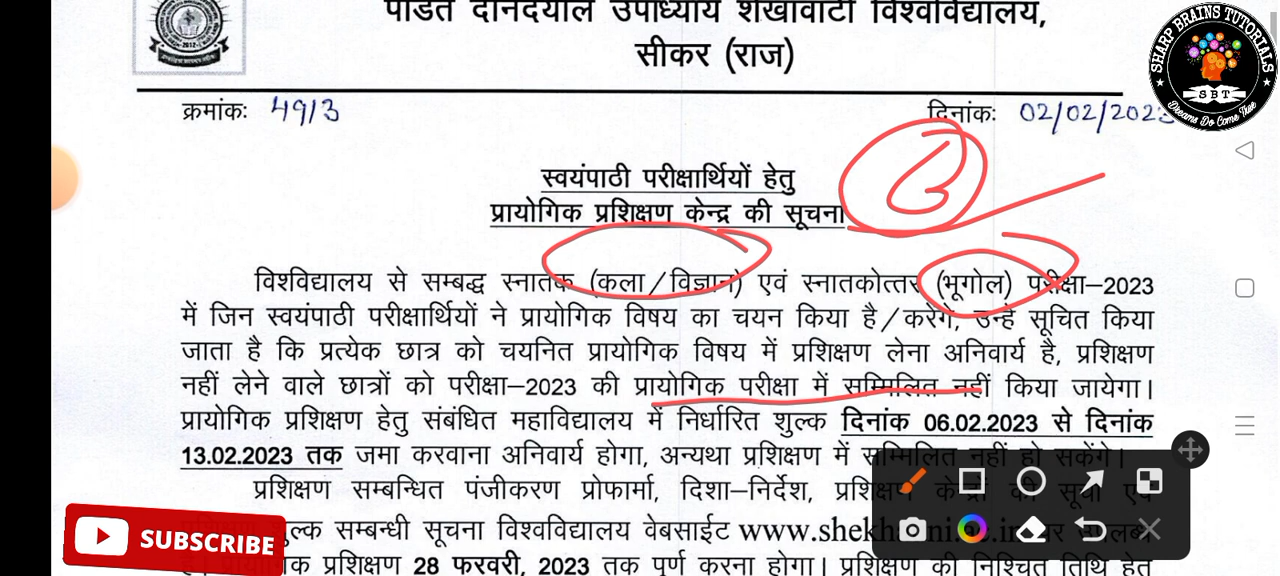 पंडित दीनदयाल उपाध्याय शेखावाटी विश्वविद्यालय,
सीकर (राज)
SHARP BRAINS TUTORIALS
SBT
Dreams Do Come True
क्रमांकः 4913
दिनांकः 02/02/2023
स्वयंपाठी परीक्षार्थियों हेतु
प्रायोगिक प्रशिक्षण केन्द्र की सूचना
विश्वविद्यालय से सम्बद्ध स्नातक (कला/विज्ञान) एवं स्नातकोत्तर (भूगोल) परीक्षा–2023
में जिन स्वयंपाठी परीक्षार्थियों ने प्रायोगिक विषय का चयन किया है/करेंगे, उन्हें सूचित किया
जाता है कि प्रत्येक छात्र को चयनित प्रायोगिक विषय में प्रशिक्षण लेना अनिवार्य है, प्रशिक्षण
नहीं लेने वाले छात्रों को परीक्षा–2023 की प्रायोगिक परीक्षा में सम्मिलित नहीं किया जायेगा।
प्रायोगिक प्रशिक्षण हेतु संबंधित महाविद्यालय में निर्धारित शुल्क दिनांक 06.02.2023 से दिनांक
13.02.2023 तक जमा करवाना अनिवार्य होगा, अन्यथा प्रशिक्षण में सम्मिलित नहीं हो सकेंगे।
प्रशिक्षण सम्बन्धित पंजीकरण प्रोफार्मा, दिशा–निर्देश, प्रशिक्षण केन्द्रों की सूची एवं
शुल्क सम्बन्धी सूचना विश्वविद्यालय वेबसाईट
SUBSCRIBE
प्रशिक्षण 28 फरवरी, 2023 तक पूर्ण करना होगा। प्रशिक्षण की निश्चित तिथि हेतु